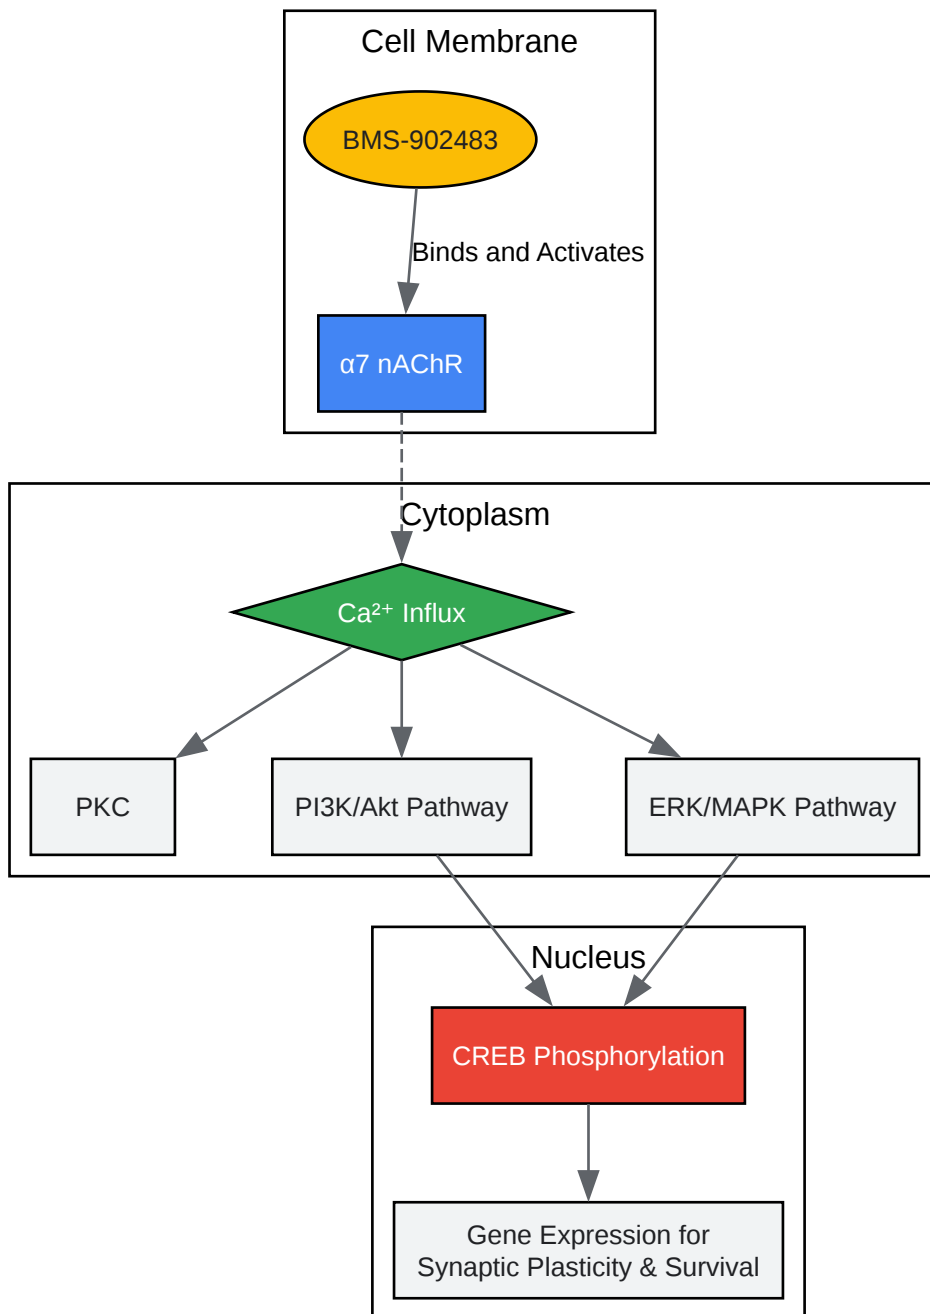 Cell Membrane
BMS-902483
Binds and Activates
α7 nAChR
Cytoplasm
Ca²⁺ Influx
PKC
PI3K/Akt Pathway
ERK/MAPK Pathway
Nucleus
CREB Phosphorylation
Gene Expression for
Synaptic Plasticity & Survival